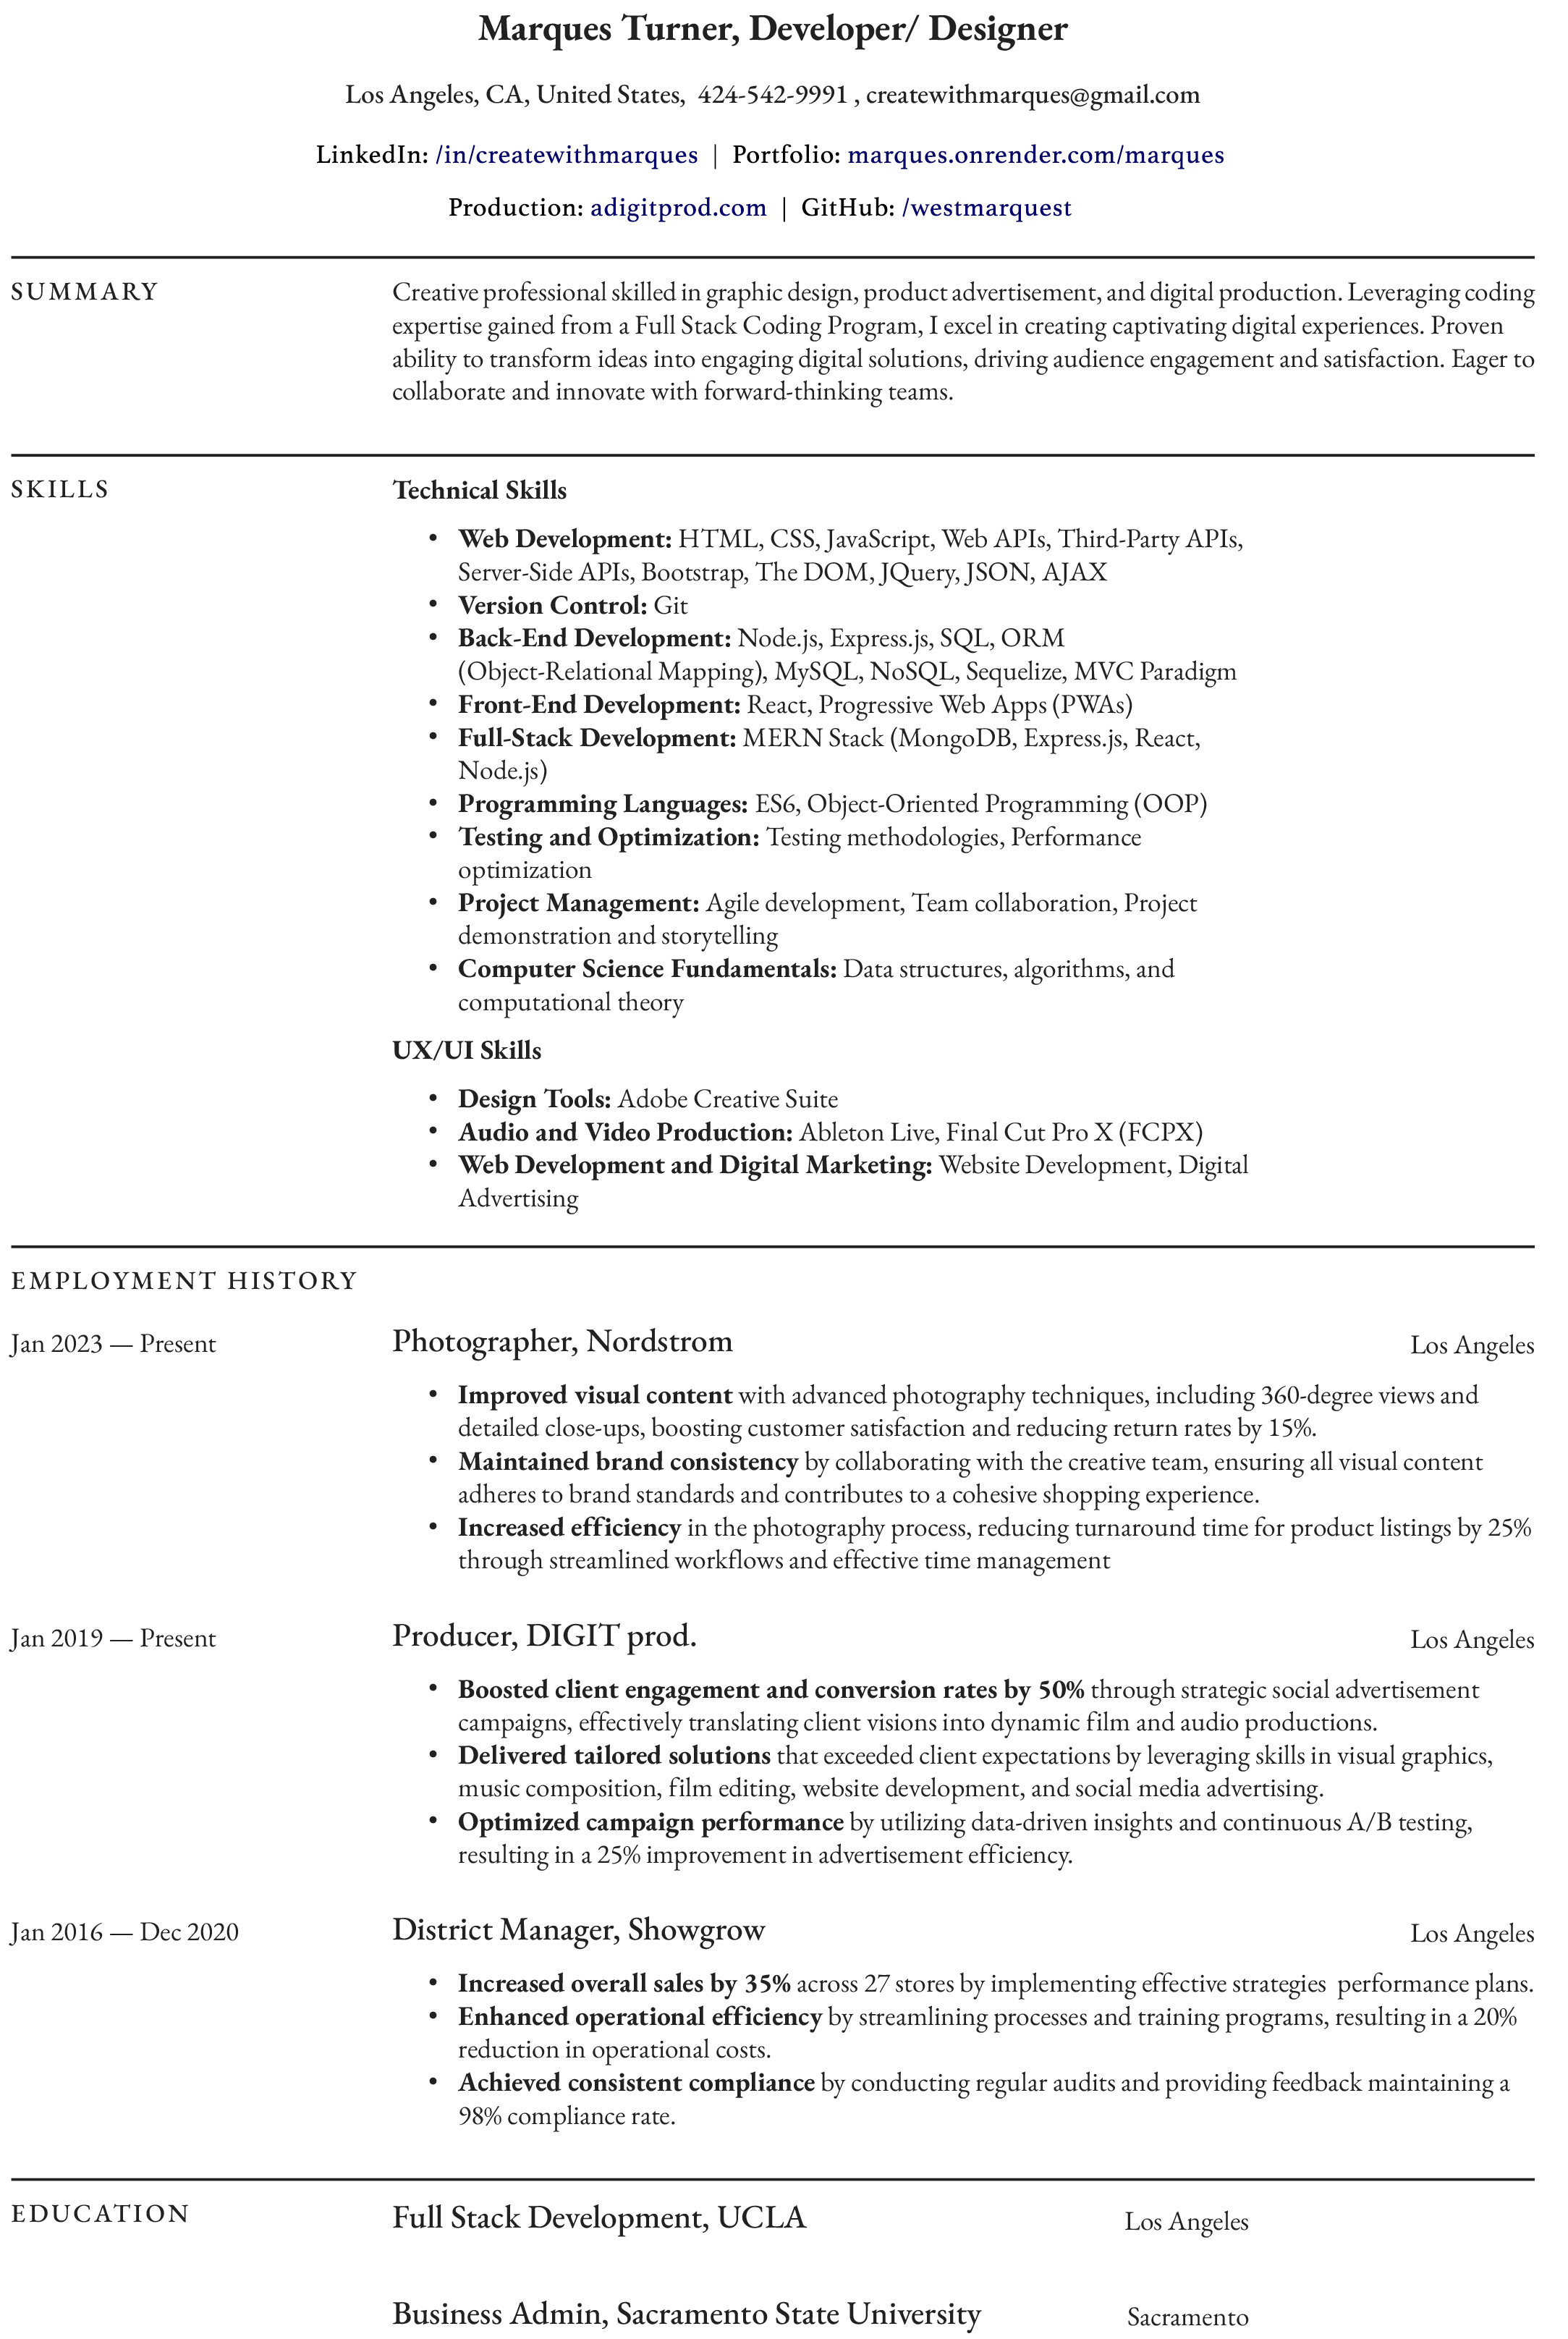 Marques Turner, Developer/ Designer
Los Angeles, CA, United States, 424-542-9991 , createwithmarques@gmail.com
LinkedIn: /in/createwithmarques | Portfolio: marques.onrender.com/marques
Production: adigitprod.com | GitHub: /westmarquest
SUMMARY
Creative professional skilled in graphic design, product advertisement, and digital production. Leveraging coding
expertise gained from a Full Stack Coding Program, I excel in creating captivating digital experiences. Proven
ability to transform ideas into engaging digital solutions, driving audience engagement and satisfaction. Eager to
collaborate and innovate with forward-thinking teams.
SKILLS
Technical Skills
• Web Development: HTML, CSS, JavaScript, Web APIs, Third-Party APIs,
Server-Side APIs, Bootstrap, The DOM, JQuery, JSON, AJAX
• Version Control: Git
• Back-End Development: Node.js, Express.js, SQL, ORM
(Object-Relational Mapping), MySQL, NoSQL, Sequelize, MVC Paradigm
• Front-End Development: React, Progressive Web Apps (PWAs)
• Full-Stack Development: MERN Stack (MongoDB, Express.js, React,
Node.js)
• Programming Languages: ES6, Object-Oriented Programming (OOP)
• Testing and Optimization: Testing methodologies, Performance
optimization
• Project Management: Agile development, Team collaboration, Project
demonstration and storytelling
• Computer Science Fundamentals: Data structures, algorithms, and
computational theory
UX/UI Skills
• Design Tools: Adobe Creative Suite
• Audio and Video Production: Ableton Live, Final Cut Pro X (FCPX)
• Web Development and Digital Marketing: Website Development, Digital
Advertising
EMPLOYMENT HISTORY
Jan 2023 — Present Photographer, Nordstrom Los Angeles
• Improved visual content with advanced photography techniques, including 360-degree views and
detailed close-ups, boosting customer satisfaction and reducing return rates by 15%.
• Maintained brand consistency by collaborating with the creative team, ensuring all visual content
adheres to brand standards and contributes to a cohesive shopping experience.
• Increased efficiency in the photography process, reducing turnaround time for product listings by 25%
through streamlined workflows and effective time management
Jan 2019 — Present Producer, DIGIT prod. Los Angeles
• Boosted client engagement and conversion rates by 50% through strategic social advertisement
campaigns, effectively translating client visions into dynamic film and audio productions.
• Delivered tailored solutions that exceeded client expectations by leveraging skills in visual graphics,
music composition, film editing, website development, and social media advertising.
• Optimized campaign performance by utilizing data-driven insights and continuous A/B testing,
resulting in a 25% improvement in advertisement efficiency.
Jan 2016 — Dec 2020 District Manager, Showgrow Los Angeles
• Increased overall sales by 35% across 27 stores by implementing effective strategies performance plans.
• Enhanced operational efficiency by streamlining processes and training programs, resulting in a 20%
reduction in operational costs.
• Achieved consistent compliance by conducting regular audits and providing feedback maintaining a
98% compliance rate.
EDUCATION Full Stack Development, UCLA Los Angeles
Business Admin, Sacramento State University Sacramento